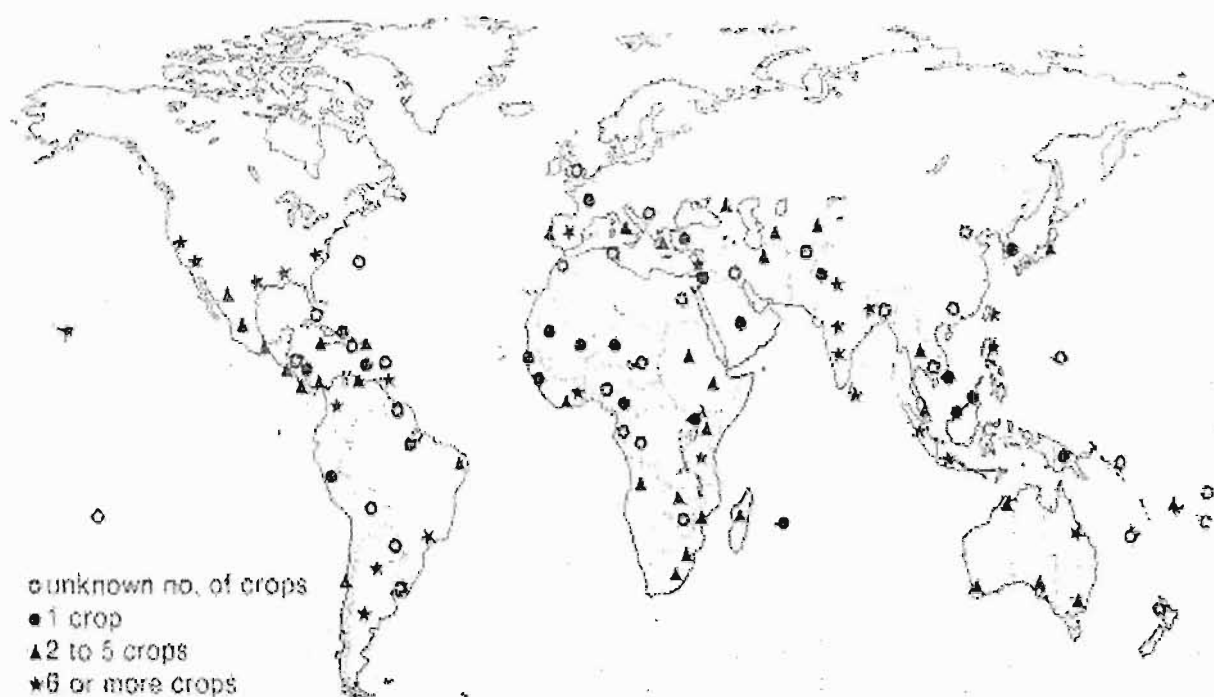 o unknown no. of crops
● 1 crop
▲ 2 to 5 crops
★ 6 or more crops